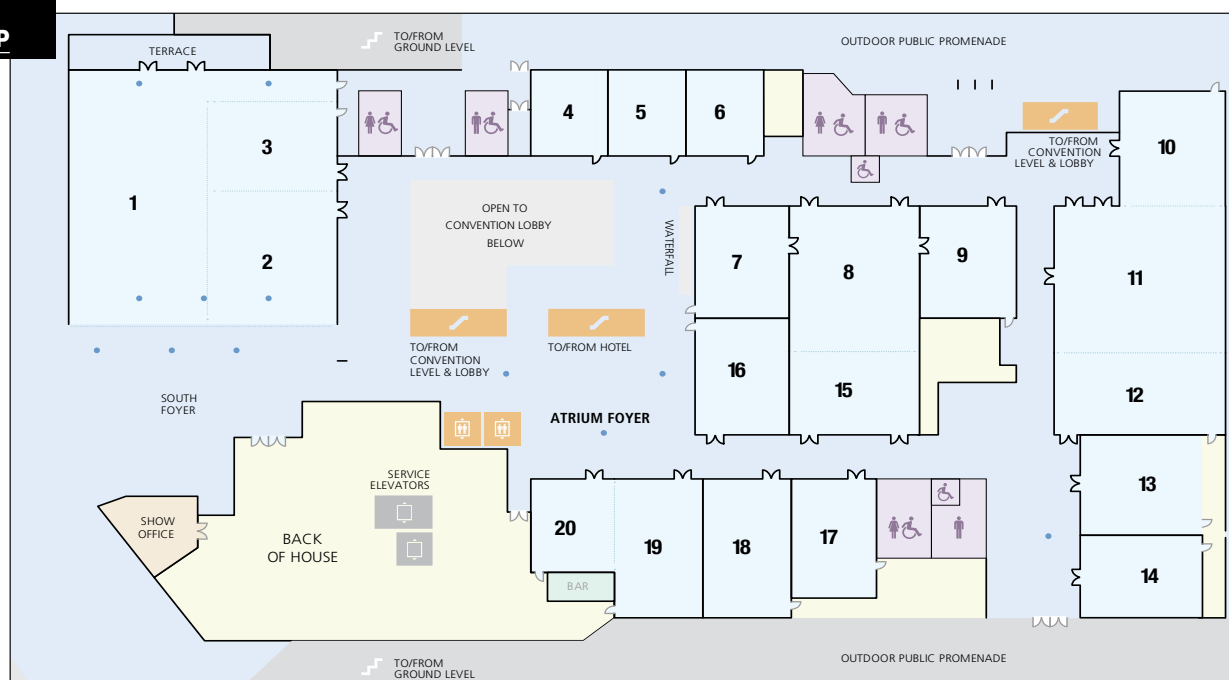 P
TERRACE
TO/FROM
GROUND LEVEL
OUTDOOR PUBLIC PROMENADE
1
3
2
4
5
6
TO/FROM
CONVENTION
LEVEL & LOBBY
10
OPEN TO
CONVENTION LOBBY
BELOW
WATERFALL
7
8
9
11
TO/FROM
CONVENTION
LEVEL & LOBBY
TO/FROM HOTEL
16
15
12
SOUTH
FOYER
ATRIUM FOYER
SERVICE
ELEVATORS
SHOW
OFFICE
BACK
OF HOUSE
20
19
18
17
13
14
BAR
TO/FROM
GROUND LEVEL
OUTDOOR PUBLIC PROMENADE